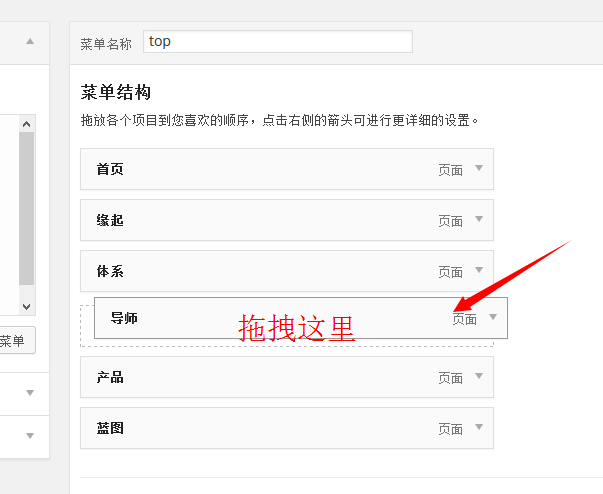 菜单名称 top
菜单结构
拖放各个项目到您喜欢的顺序，点击右侧的箭头可进行更详细的设置。
首页 页面
缘起 页面
体系 页面
导师 页面
拖拽这里
菜单
产品 页面
蓝图 页面